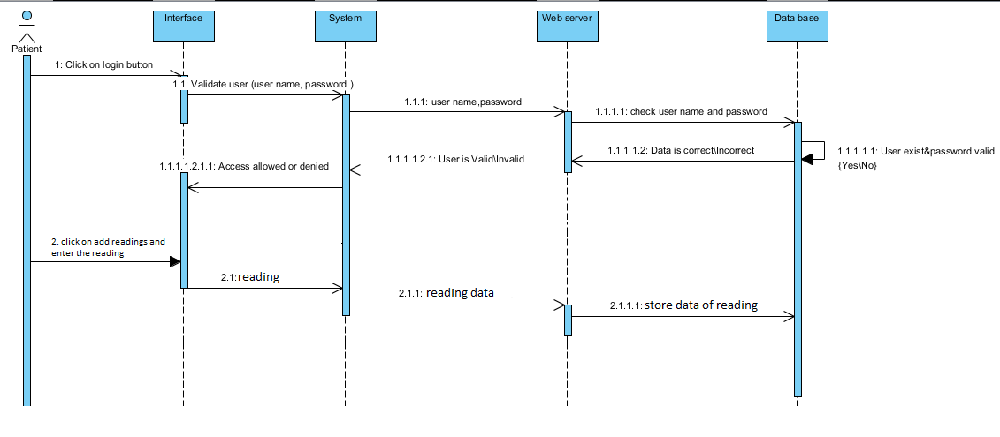 Interface
System
Web server
Data base
Patient
1: Click on login button
1.1: Validate user (user name, password )
1.1.1: user name,password
1.1.1.1: check user name and password
1.1.1.1.1: User exist&password valid
{Yes\No}
1.1.1.1.2: Data is correct\Incorrect
1.1.1.1.2.1: User is Valid\Invalid
1.1.1.1.2.1.1: Access allowed or denied
2. click on add readings and
enter the reading
2.1:reading
2.1.1: reading data
2.1.1.1: store data of reading